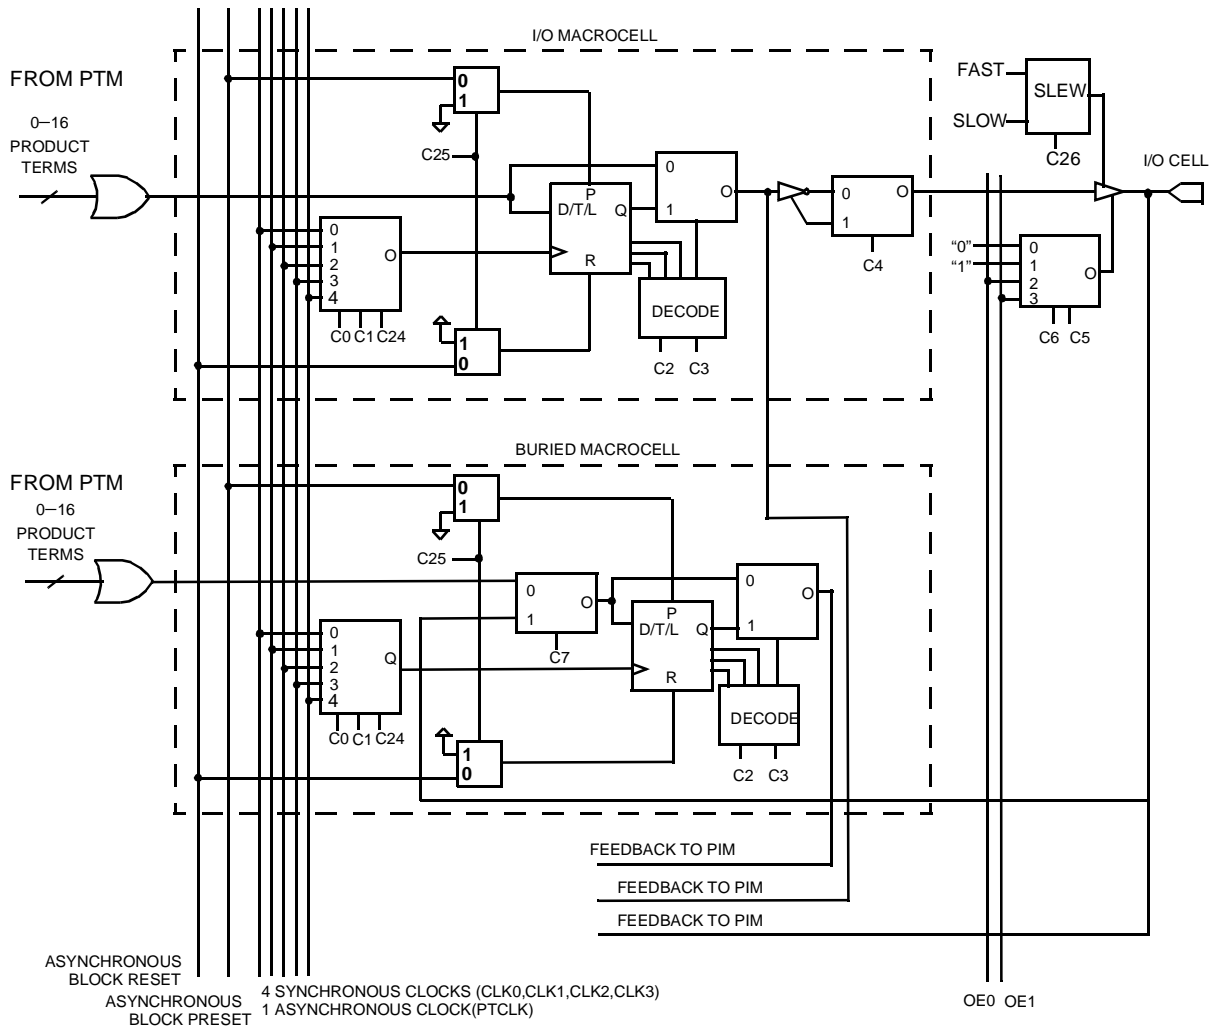 I/O MACROCELL
FROM PTM
0–16
PRODUCT
TERMS
0
1
C25
FAST
SLOW
SLEW
C26
I/O CELL
0
1
O
P
D/T/L
Q
R
0
1
2
3
4
O
C0 C1 C24
1
0
DECODE
C2 C3
0
1
O
C4
“0”
“1”
0
1
2
3
O
C6 C5
BURIED MACROCELL
FROM PTM
0–16
PRODUCT
TERMS
0
1
C25
0
1
O
C7
P
D/T/L
Q
R
0
1
O
0
1
2
3
4
Q
C0 C1 C24
1
0
DECODE
C2 C3
FEEDBACK TO PIM
FEEDBACK TO PIM
FEEDBACK TO PIM
ASYNCHRONOUS
BLOCK RESET
ASYNCHRONOUS
BLOCK PRESET
4 SYNCHRONOUS CLOCKS (CLK0,CLK1,CLK2,CLK3)
1 ASYNCHRONOUS CLOCK(PTCLK)
OE0 OE1